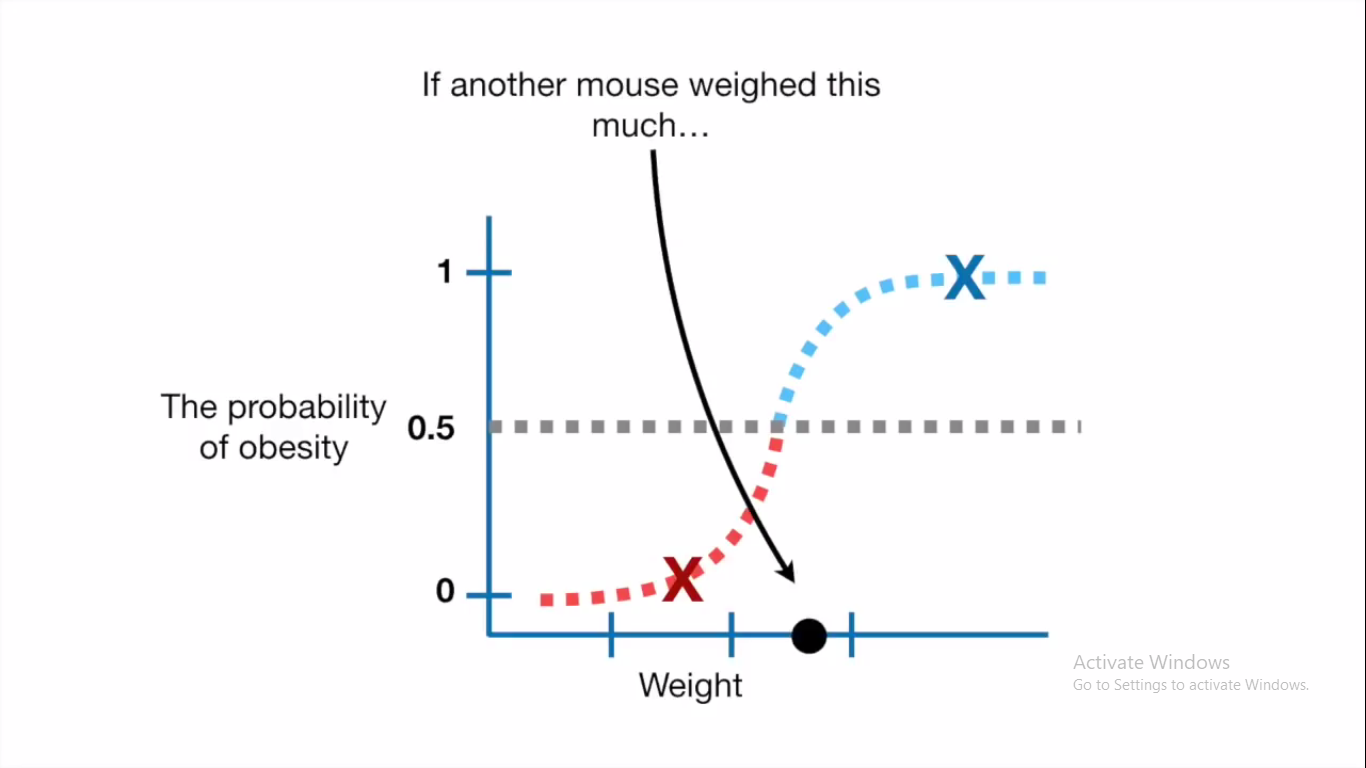 If another mouse weighed this
much…
1
The probability
of obesity
0.5
X
X
0
Weight
Activate Windows
Go to Settings to activate Windows.